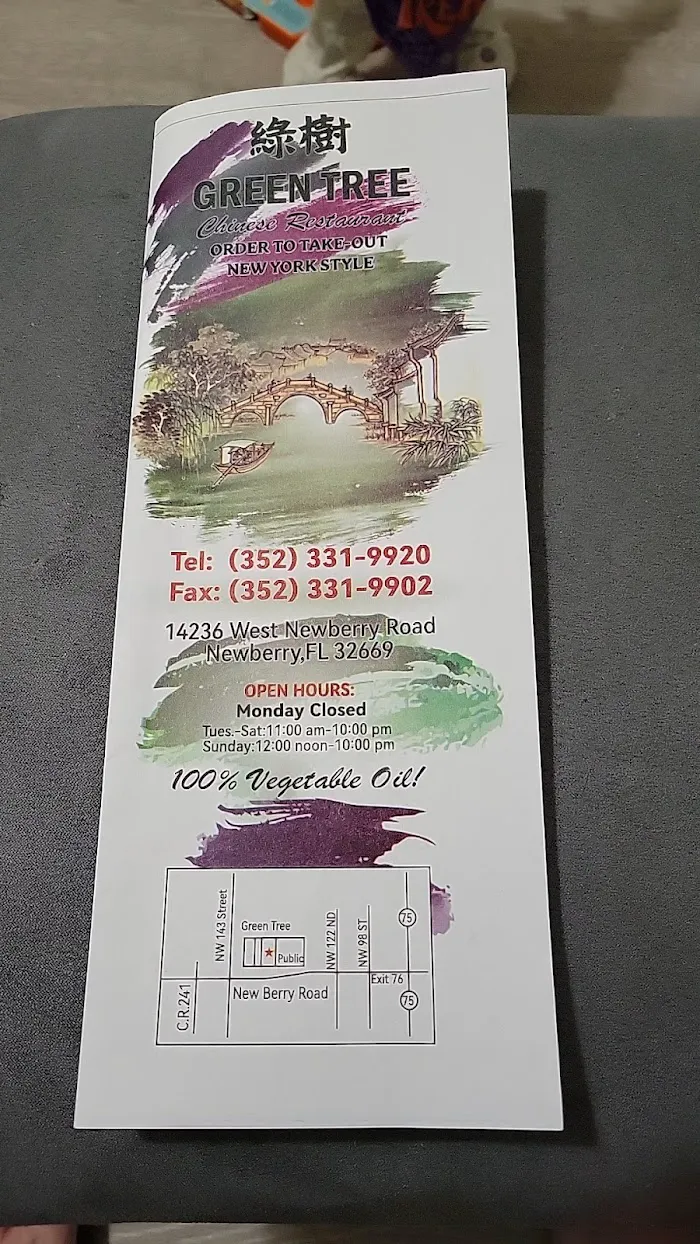 綠樹
GREEN TREE
Chinese Restaurant
ORDER TO TAKE-OUT
NEW YORK STYLE
Tel: (352) 331-9920
Fax: (352) 331-9902
14236 West Newberry Road
Newberry,FL 32669
OPEN HOURS:
Monday Closed
Tues.-Sat:11:00 am-10:00 pm
Sunday:12:00 noon-10:00 pm
100% Vegetable Oil!
NW 143 Street
Green Tree
Public
NW 122 ND
NW 98 ST
75
Exit 76
C.R.241
New Berry Road
75